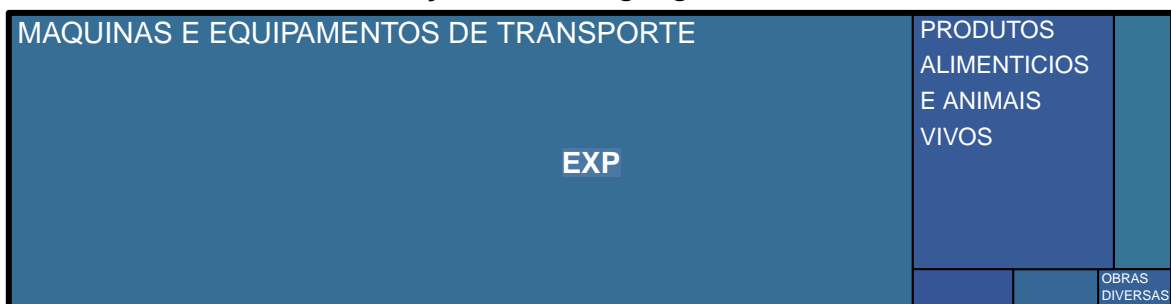 MAQUINAS E EQUIPAMENTOS DE TRANSPORTE
PRODUTOS
ALIMENTICIOS
E ANIMAIS
VIVOS
EXP
OBRAS
DIVERSAS